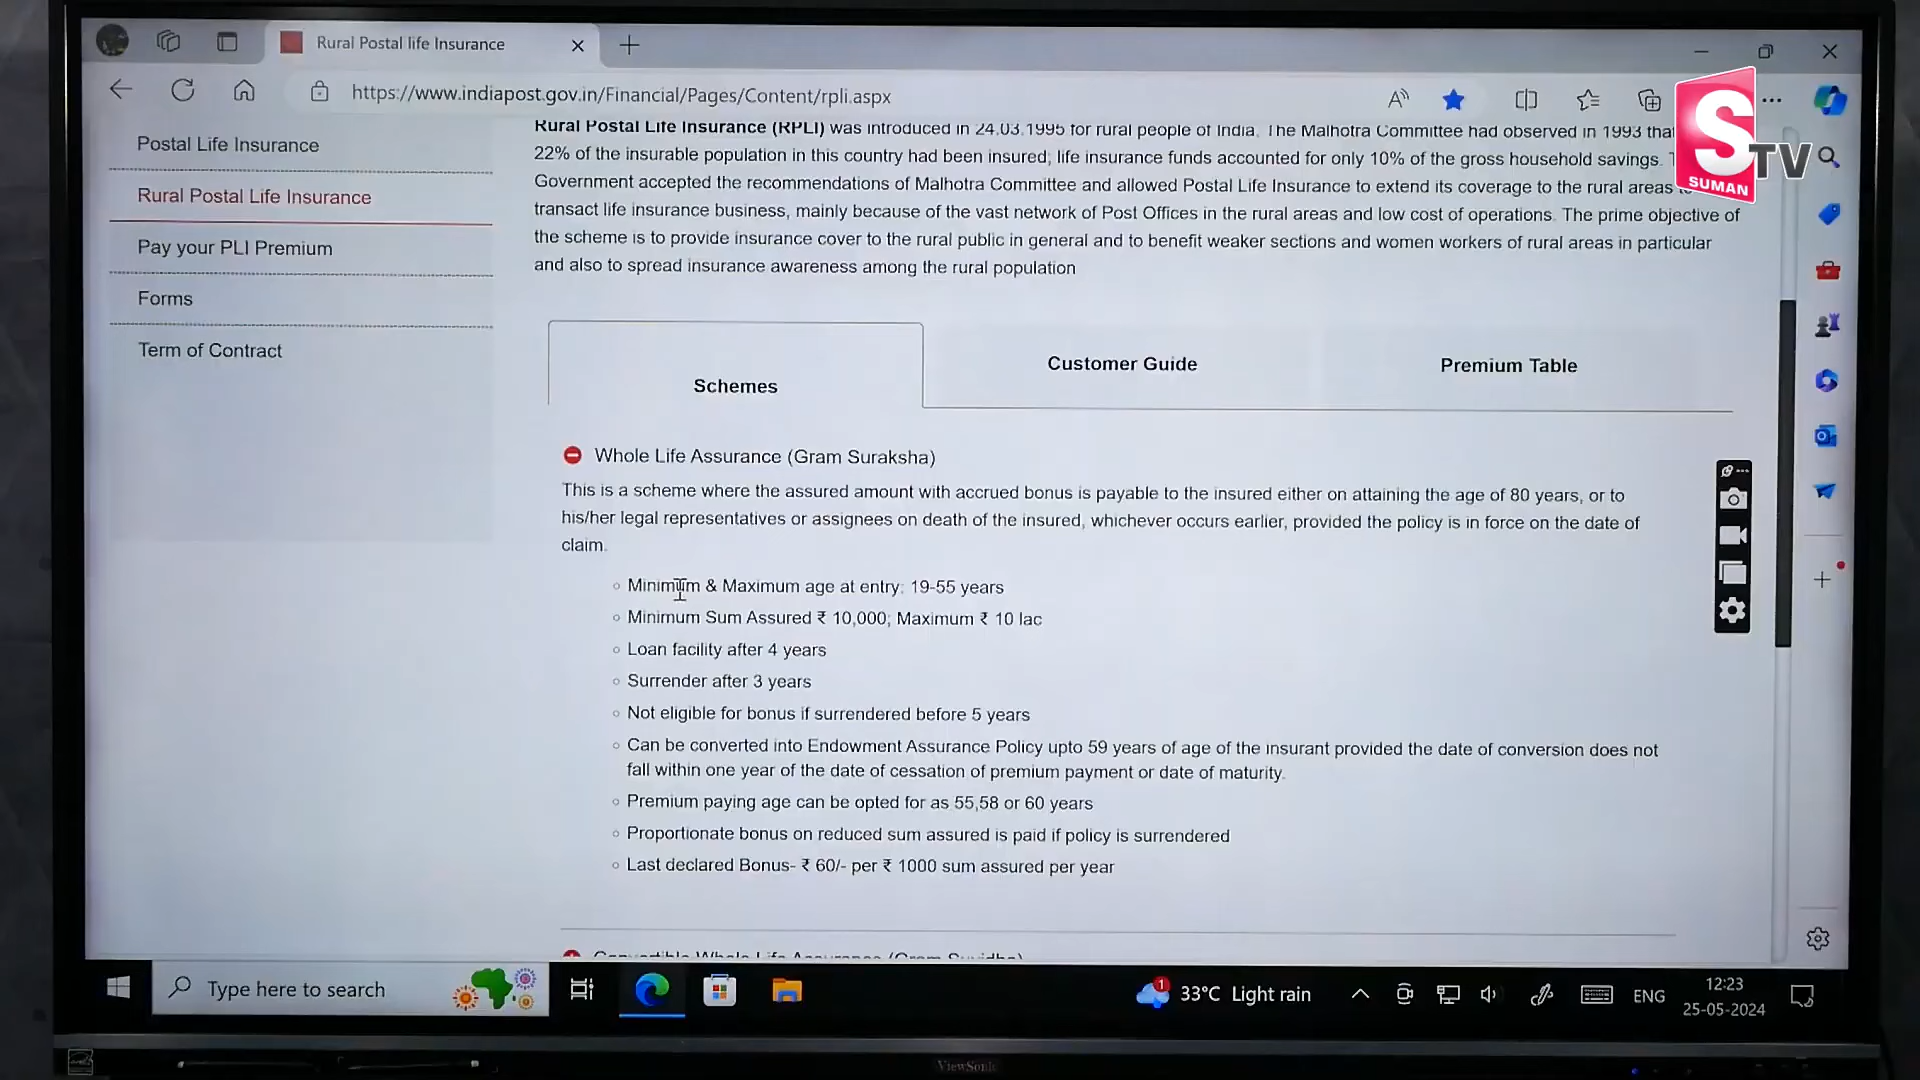 Rural Postal life Insurance
https://www.indiapost.gov.in/Financial/Pages/Content/rpli.aspx
S
TV
SUMAN
Postal Life Insurance
Rural Postal Life Insurance
Pay your PLI Premium
Forms
Term of Contract
Rural Postal Life Insurance (RPLI) was introduced in 24.03.1995 for rural people of India. The Malhotra Committee had observed in 1993
22% of the insurable population in this country had been insured; life insurance funds accounted for only 10% of the gross household savings.
Government accepted the recommendations of Malhotra Committee and allowed Postal Life Insurance to extend its coverage to the rural areas
transact life insurance business, mainly because of the vast network of Post Offices in the rural areas and low cost of operations. The prime objective of
the scheme is to provide insurance cover to the rural public in general and to benefit weaker sections and women workers of rural areas in particular
and also to spread insurance awareness among the rural population
Schemes
Customer Guide
Premium Table
Whole Life Assurance (Gram Suraksha)
This is a scheme where the assured amount with accrued bonus is payable to the insured either on attaining the age of 80 years, or to
his/her legal representatives or assignees on death of the insured, whichever occurs earlier, provided the policy is in force on the date of
claim.
Minimum & Maximum age at entry: 19-55 years
Minimum Sum Assured ₹ 10,000; Maximum ₹ 10 lac
Loan facility after 4 years
Surrender after 3 years
Not eligible for bonus if surrendered before 5 years
Can be converted into Endowment Assurance Policy upto 59 years of age of the insurant provided the date of conversion does not
fall within one year of the date of cessation of premium payment or date of maturity.
Premium paying age can be opted for as 55,58 or 60 years
Proportionate bonus on reduced sum assured is paid if policy is surrendered
Last declared Bonus- ₹ 60/- per ₹ 1000 sum assured per year
Convertible Whole Life Assurance (Gram Suvidha)
Type here to search
1
33°C Light rain
ENG
12:23
25-05-2024
ViewSonic